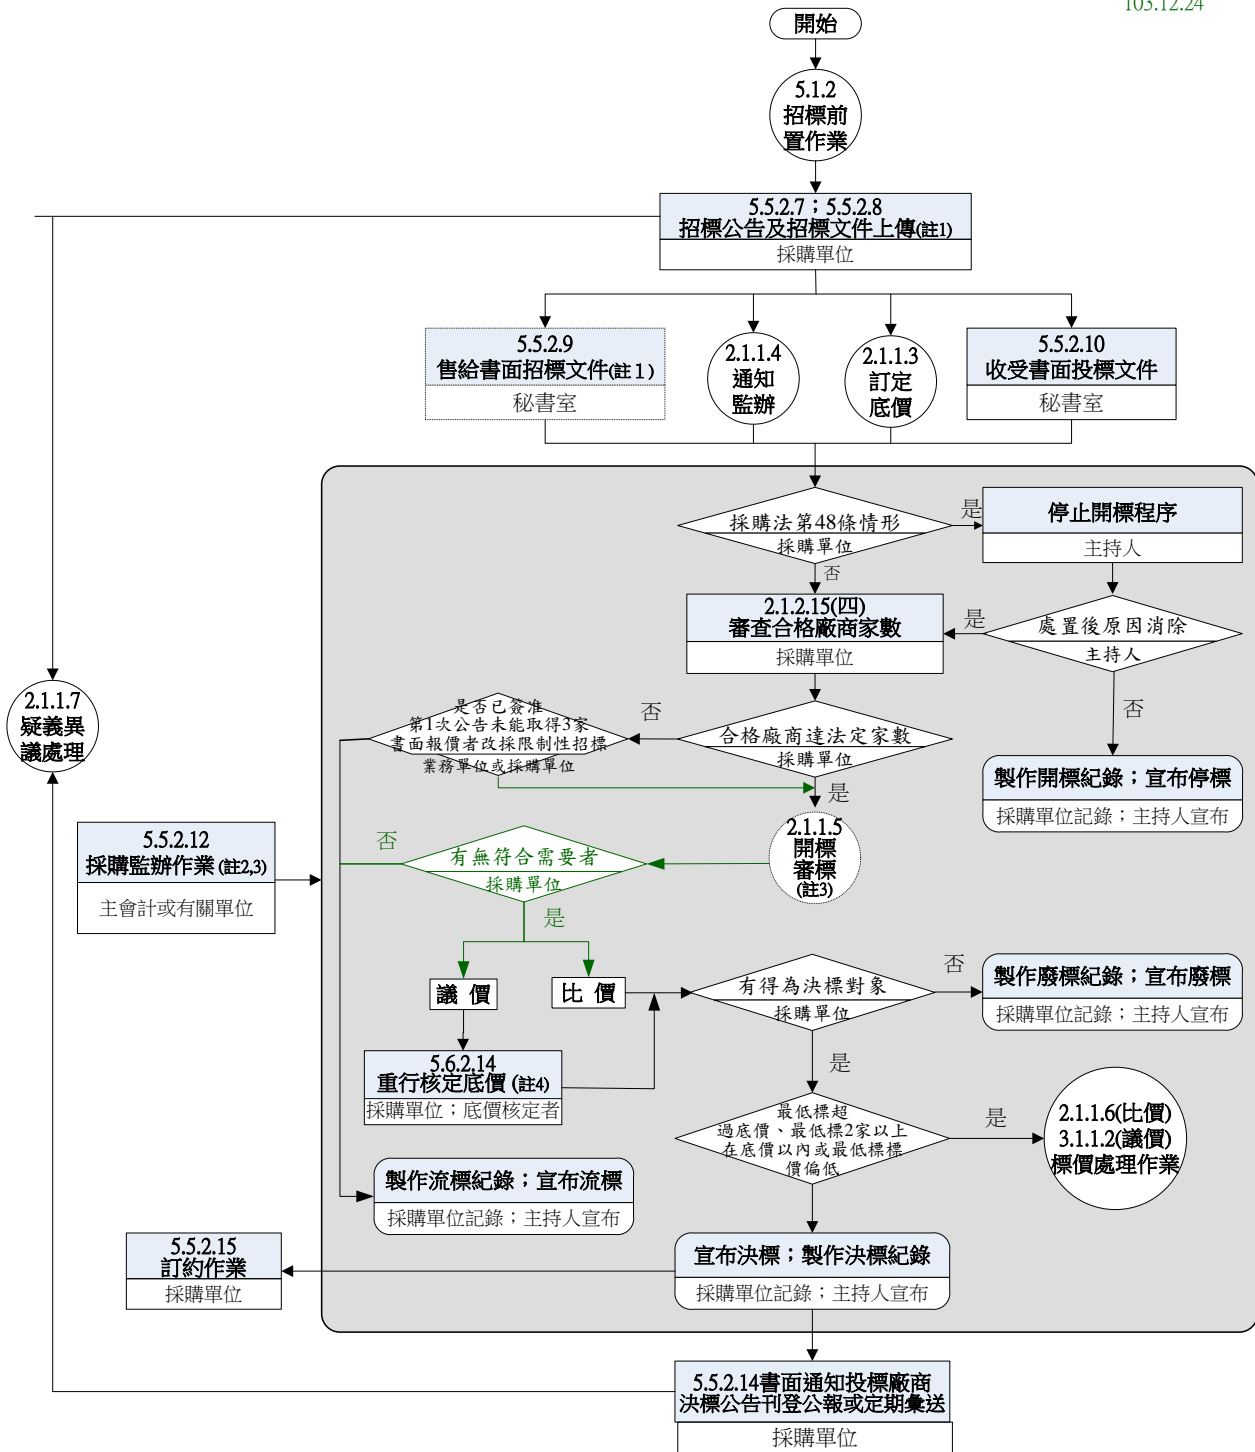 103.12.24
開始
5.1.2
招標前
置作業
5.5.2.7；5.5.2.8
招標公告及招標文件上傳(註1)
採購單位
5.5.2.9
售給書面招標文件(註１)
秘書室
2.1.1.4
通知
監辦
2.1.1.3
訂定
底價
5.5.2.10
收受書面投標文件
秘書室
採購法第48條情形
採購單位
是
否
停止開標程序
主持人
2.1.2.15(四)
審查合格廠商家數
採購單位
是
處置後原因消除
主持人
否
2.1.1.7
疑義異
議處理
是否已簽准
第1次公告未能取得3家
書面報價者改採限制性招標
業務單位或採購單位
否
合格廠商達法定家數
採購單位
是
製作開標紀錄；宣布停標
採購單位記錄；主持人宣布
5.5.2.12
採購監辦作業(註2,3)
主會計或有關單位
否
有無符合需要者
採購單位
是
2.1.1.5
開標
審標
(註3)
議 價
比 價
有得為決標對象
採購單位
否
是
製作廢標紀錄；宣布廢標
採購單位記錄；主持人宣布
5.6.2.14
重行核定底價(註4)
採購單位；底價核定者
最低標超
過底價、最低標2家以上
在底價以內或最低標標
價偏低
是
2.1.1.6(比價)
3.1.1.2(議價)
標價處理作業
製作流標紀錄；宣布流標
採購單位記錄；主持人宣布
5.5.2.15
訂約作業
採購單位
宣布決標；製作決標紀錄
採購單位記錄；主持人宣布
5.5.2.14書面通知投標廠商
決標公告刊登公報或定期彙送
採購單位